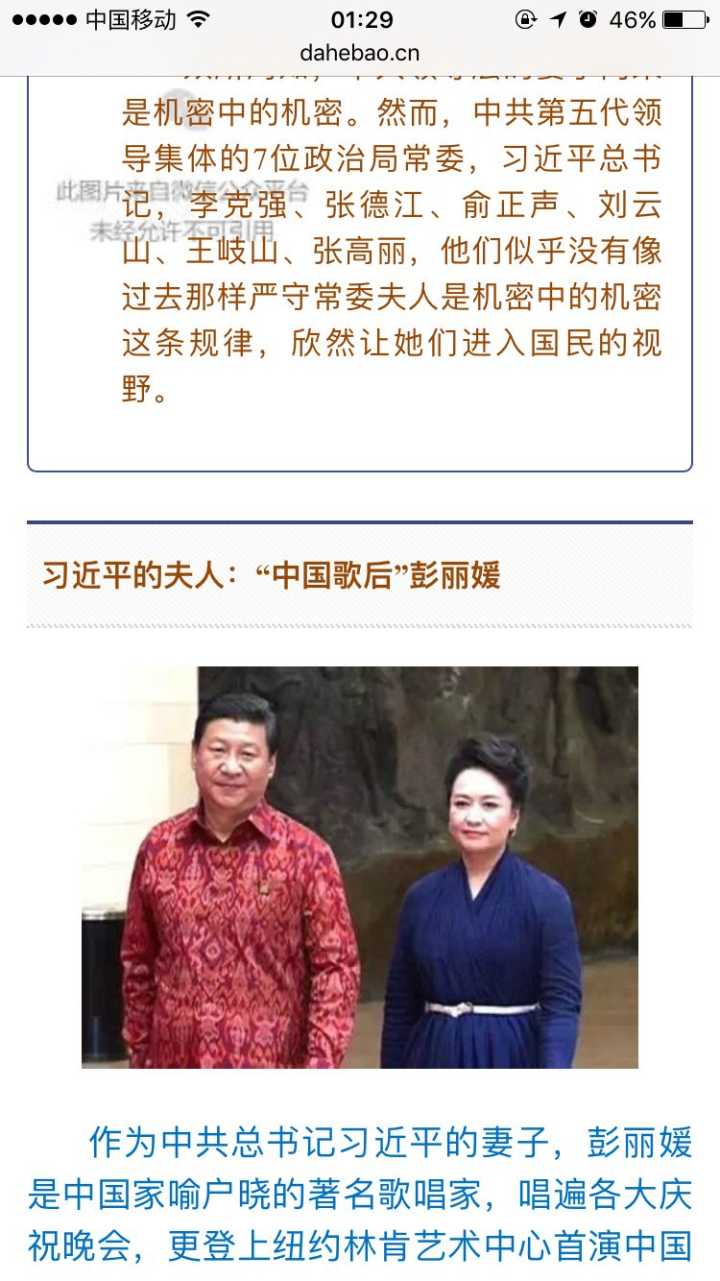 中国移动 01:29 46%
dahebao.cn
是机密中的机密。然而，中共第五代领
导集体的7位政治局常委，习近平总书
此图片来自微信公众平台
记，李克强、张德江、俞正声、刘云
未经允许不可引用
山、王岐山、张高丽，他们似乎没有像
过去那样严守常委夫人是机密中的机密
这条规律，欣然让她们进入国民的视
野。
习近平的夫人：“中国歌后”彭丽媛
作为中共总书记习近平的妻子，彭丽媛
是中国家喻户晓的著名歌唱家，唱遍各大庆
祝晚会，更登上纽约林肯艺术中心首演中国